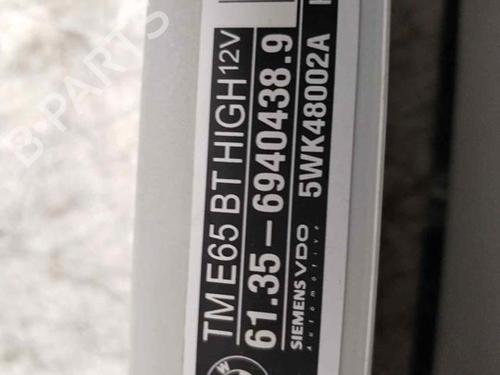 TM E65 BT HIGH 12V
61.35-6940438.9
SIEMENS VDO 5WK48002A
Automotive
B-PARTS